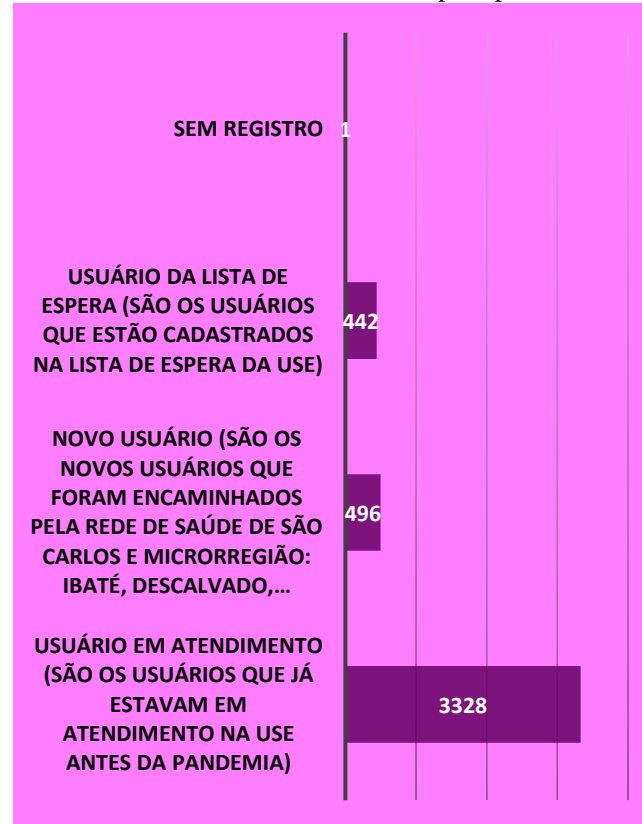 SEM REGISTRO
1
USUÁRIO DA LISTA DE
ESPERA (SÃO OS USUÁRIOS
QUE ESTÃO CADASTRADOS
NA LISTA DE ESPERA DA USE)
442
NOVO USUÁRIO (SÃO OS
NOVOS USUÁRIOS QUE
FORAM ENCAMINHADOS
PELA REDE DE SAÚDE DE SÃO
CARLOS E MICRORREGIÃO:
IBATÉ, DESCALVADO,...
496
USUÁRIO EM ATENDIMENTO
(SÃO OS USUÁRIOS QUE JÁ
ESTAVAM EM
ATENDIMENTO NA USE
ANTES DA PANDEMIA)
3328